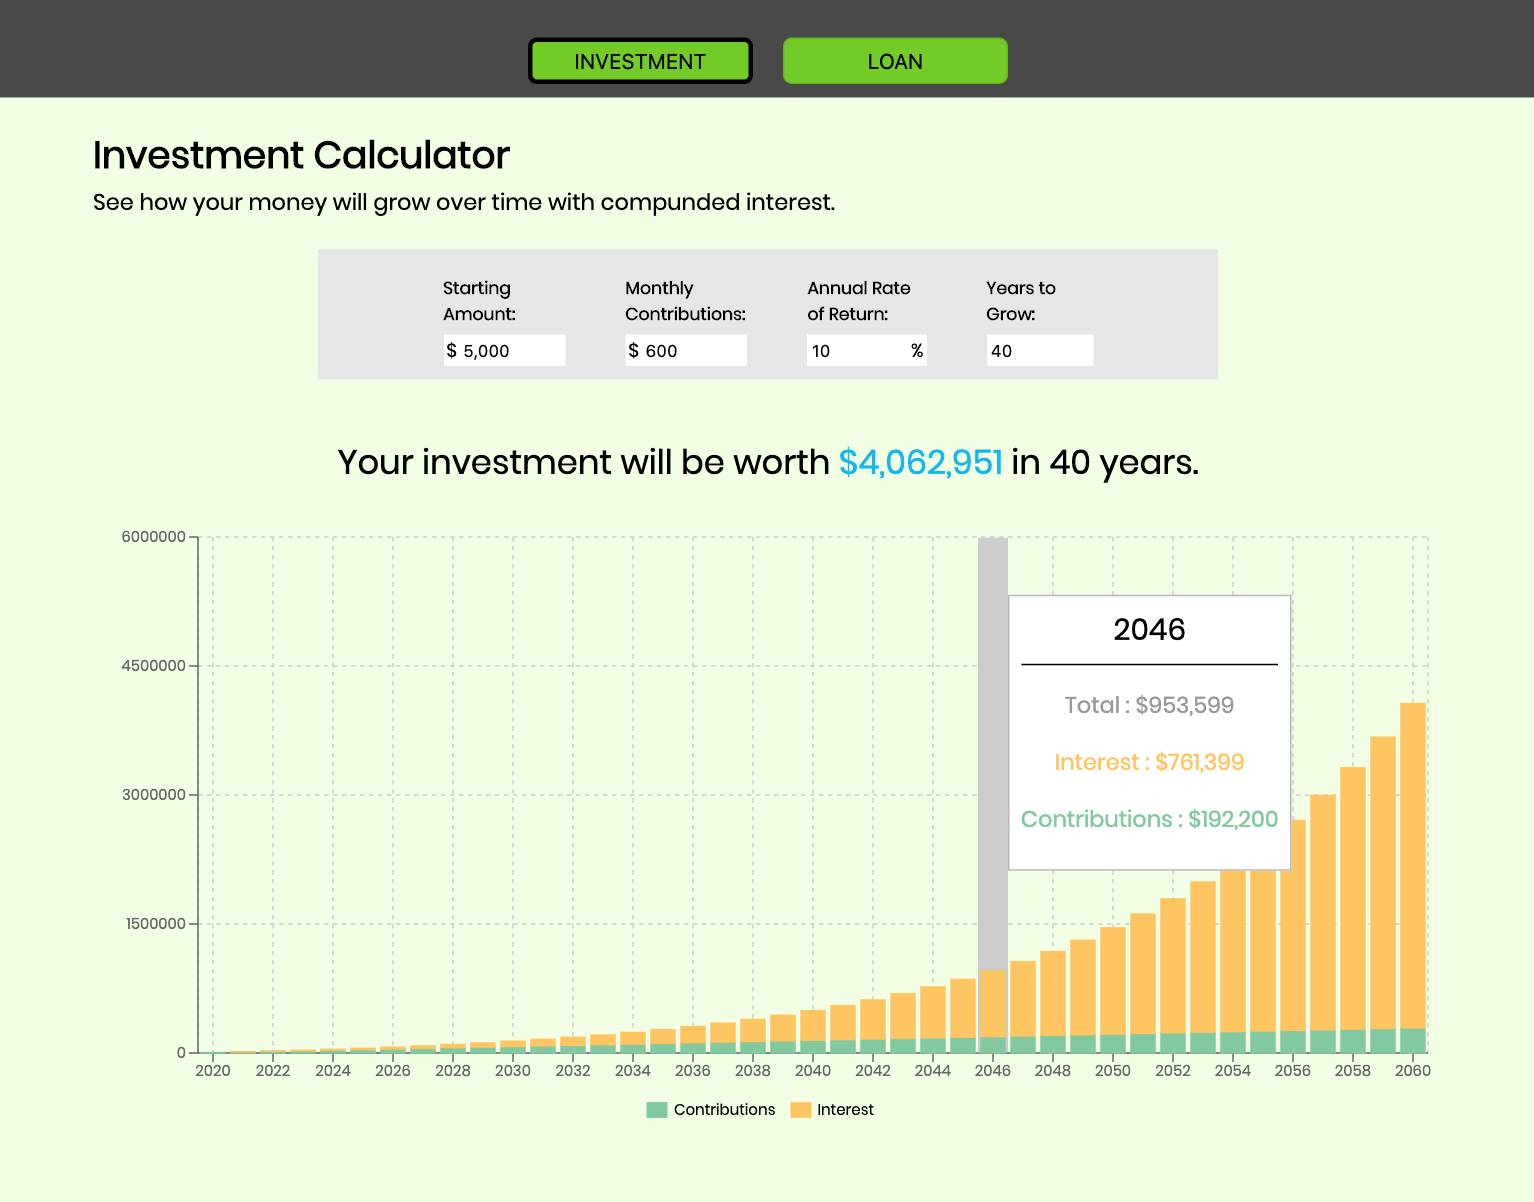 INVESTMENT
LOAN
Investment Calculator
See how your money will grow over time with compunded interest.
Starting Amount:
Monthly Contributions:
Annual Rate of Return:
Years to Grow:
$ 5,000
$ 600
10 %
40
Your investment will be worth $4,062,951 in 40 years.
6000000
4500000
3000000
1500000
0
2046
Total : $953,599
Interest : $761,399
Contributions : $192,200
2020 2022 2024 2026 2028 2030 2032 2034 2036 2038 2040 2042 2044 2046 2048 2050 2052 2054 2056 2058 2060
Contributions Interest